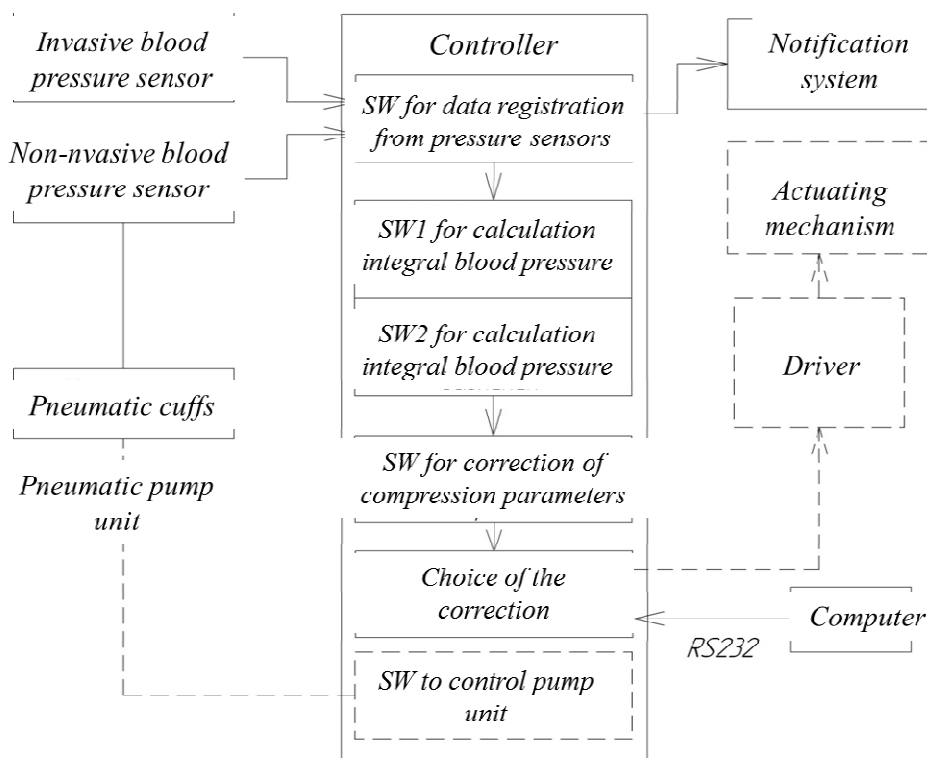 Invasive blood
pressure sensor
Non-nvasive blood
pressure sensor
Pneumatic cuffs
Pneumatic pump
unit
Controller
SW for data registration
from pressure sensors
SW1 for calculation
integral blood pressure
SW2 for calculation
integral blood pressure
SW for correction of
compression parameters
Choice of the
correction
SW to control pump
unit
Notification
system
Actuating
mechanism
Driver
Computer
RS232